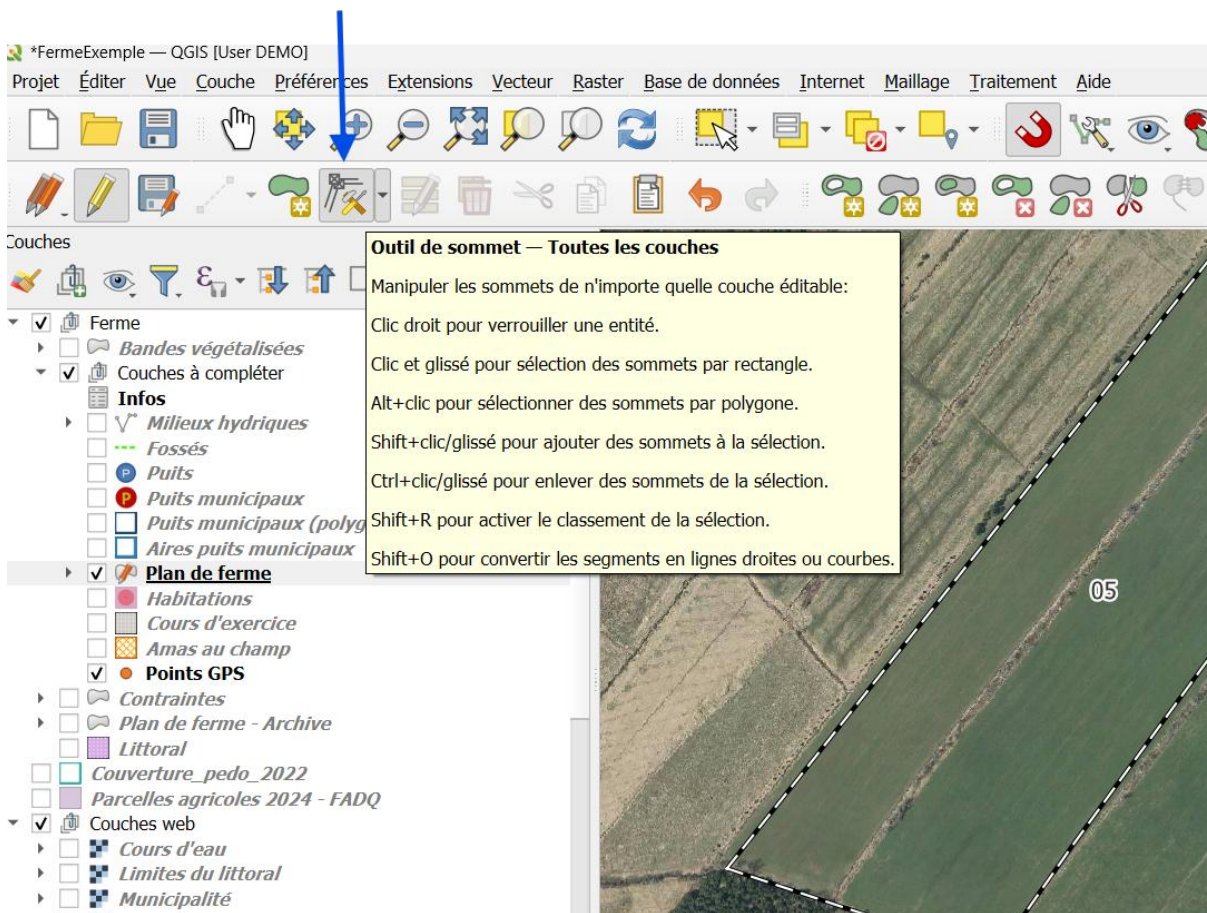 *FermeExemple — QGIS [User DEMO]
Projet Éditer Vue Couche Préférences Extensions Vecteur Raster Base de données Internet Maillage Traitement Aide
Couches
Outil de sommet — Toutes les couches
Manipuler les sommets de n'importe quelle couche éditable:
Clic droit pour verrouiller une entité.
Clic et glissé pour sélection des sommets par rectangle.
Alt+clic pour sélectionner des sommets par polygone.
Shift+clic/glissé pour ajouter des sommets à la sélection.
Ctrl+clic/glissé pour enlever des sommets de la sélection.
Shift+R pour activer le classement de la sélection.
Shift+O pour convertir les segments en lignes droites ou courbes.
Ferme
Bandes végétalisées
Couches à compléter
Infos
Milieux hydriques
Fossés
P Puits
P Puits municipaux
Puits municipaux (polyg
Aires puits municipaux
Plan de ferme
Habitations
Cours d'exercice
Amas au champ
Points GPS
Contraintes
Plan de ferme - Archive
Littoral
Couverture_pedo_2022
Parcelles agricoles 2024 - FADQ
Couches web
Cours d'eau
Limites du littoral
Municipalité
05